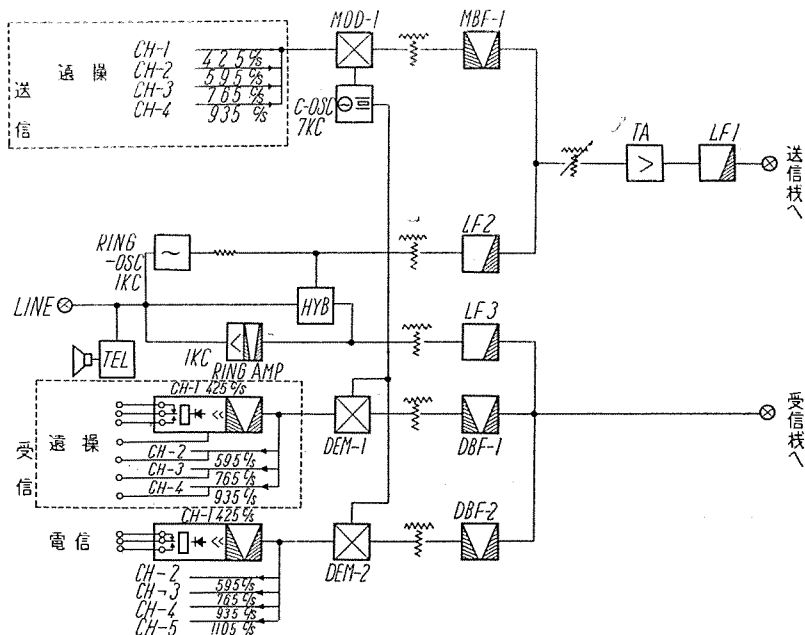 送信
遠操
CH-1
425 c/s
CH-2
595 c/s
CH-3
765 c/s
CH-4
935 c/s
MOD-1
C-OSC
7KC
MBF-1
TA
LF1
送信桟へ
RING
-OSC
1KC
LF2
LINE
HYB
TEL
1KC
RING AMP
LF3
受信
遠操
CH-1 425 c/s
CH-2
595 c/s
CH-3
765 c/s
CH-4
935 c/s
DEM-1
DBF-1
受信桟へ
電信
CH-1 425 c/s
CH-2
595 c/s
CH-3
765 c/s
CH-4
935 c/s
CH-5
1105 c/s
DEM-2
DBF-2